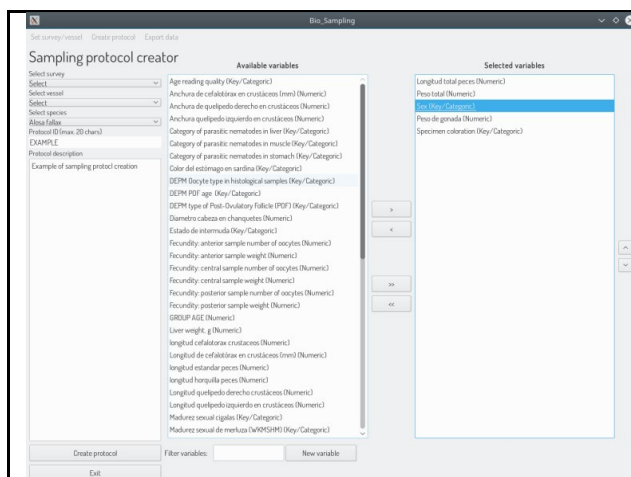 Bio_Sampling
Set survey/vessel Create protocol Export data
Sampling protocol creator
Select survey
Select
Select vessel
Select
Select species
Alosa fallax
Protocol ID (max. 20 chars)
EXAMPLE
Protocol description
Example of sampling protocl creation
Available variables
Age reading quality (Key/Categoric)
Anchura de cefalotórax en crustáceos (mm) (Numeric)
Anchura de quelipedo derecho en crustáceos (Numeric)
Anchura quelipedo izquierdo en crustáceos (Numeric)
Category of parasitic nematodes in liver (Key/Categoric)
Category of parasitic nematodes in muscle (Key/Categoric)
Category of parasitic nematodes in stomach (Key/Categoric)
Color del estómago en sardina (Key/Categoric)
DEPM Oocyte type in histological samples (Key/Categoric)
DEPM POF age (Key/Categoric)
DEPM type of Post-Ovulatory Follicle (POF) (Key/Categoric)
Diametro cabeza en chanquetes (Numeric)
Estado de intermuda (Key/Categoric)
Fecundity: anterior sample number of oocytes (Numeric)
Fecundity: anterior sample weight (Numeric)
Fecundity: central sample number of oocytes (Numeric)
Fecundity: central sample weight (Numeric)
Fecundity: posterior sample number of oocytes (Numeric)
Fecundity: posterior sample weight (Numeric)
GROUP AGE (Numeric)
Liver weight, g (Numeric)
longitud cefalotorax crustaceos (Numeric)
Longitud de cefalotórax en crustáceos (mm) (Numeric)
longitud estandar peces (Numeric)
longitud horquilla peces (Numeric)
Longitud quelipedo derecho crustáceos (Numeric)
Longitud quelipedo izquierdo en crustáceos (Numeric)
Madurez sexual cigalas (Key/Categoric)
Madurez sexual de merluza (WKMSHM) (Key/Categoric)
>
<
>>
<<
Selected variables
Longitud total peces (Numeric)
Peso total (Numeric)
Sex (Key/Categoric)
Peso de gonada (Numeric)
Specimen coloration (Key/Categoric)
Create protocol
Filter variables:
New variable
Exit